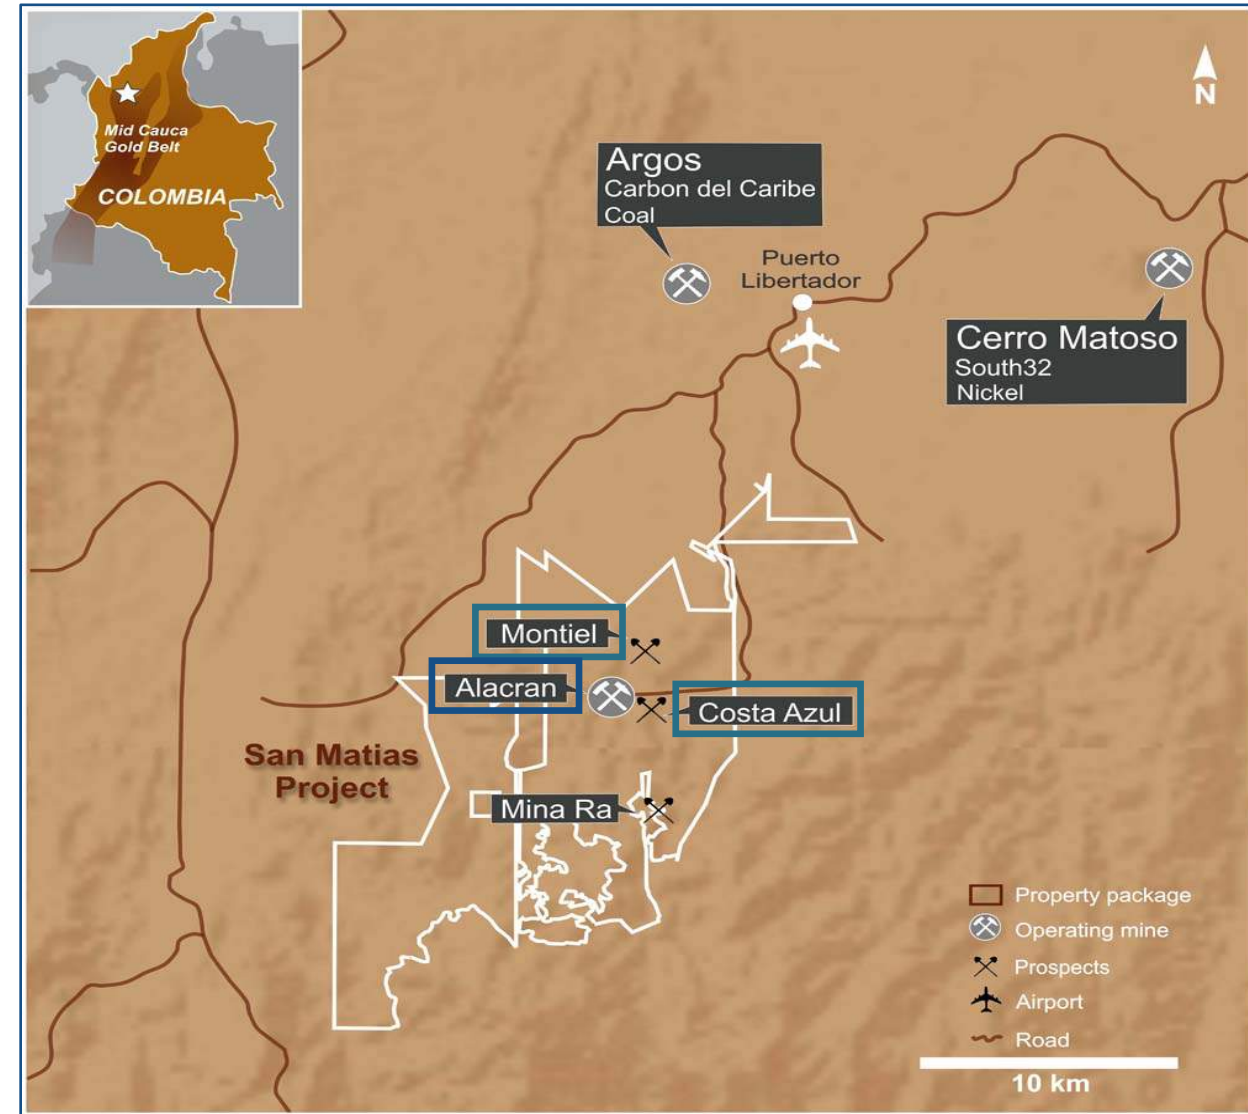 Mid Cauca
Gold Belt
COLOMBIA
N
Argos
Carbon del Caribe
Coal
Puerto
Libertador
Cerro Matoso
South32
Nickel
Montiel
Alacran
Costa Azul
San Matias
Project
Mina Ra
Property package
Operating mine
Prospects
Airport
Road
10 km